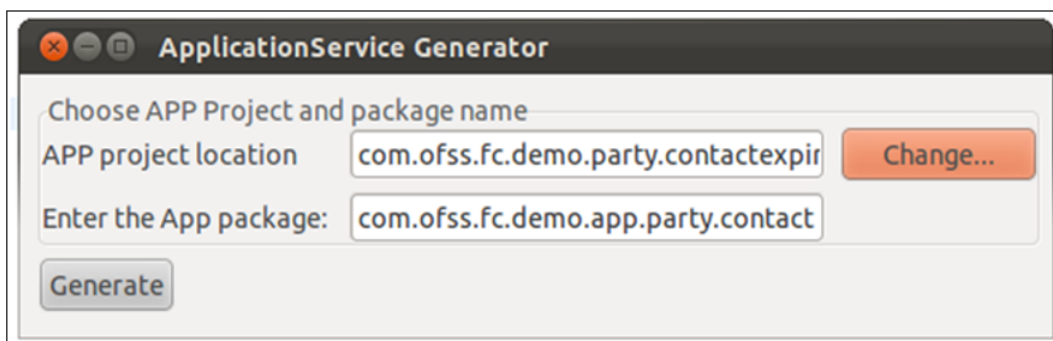 ApplicationService Generator
Choose APP Project and package name
APP project location com.ofss.fc.demo.party.contactexpir Change...
Enter the App package: com.ofss.fc.demo.app.party.contact
Generate